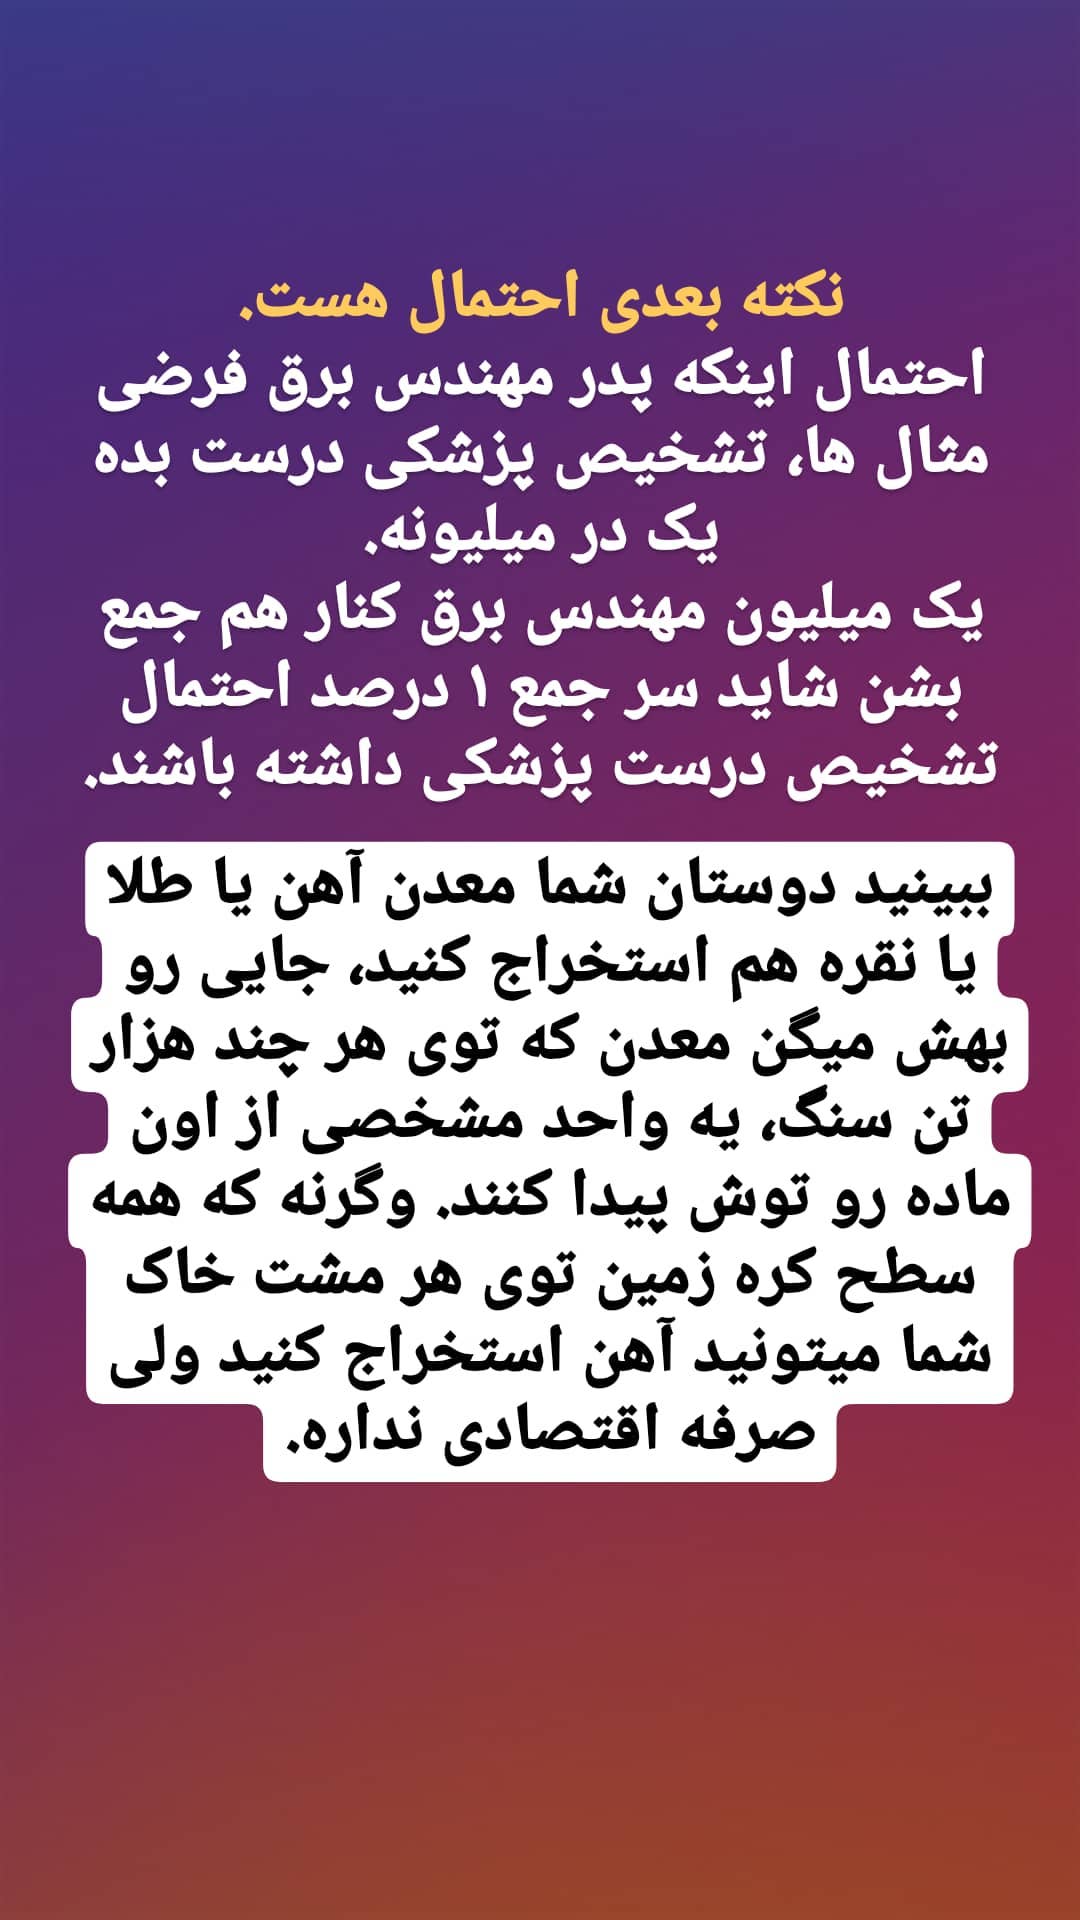 نکته بعدی احتمال هست.
احتمال اینکه پدر مهندس برق فرضی
مثال ها، تشخیص پزشکی درست بده
یک در میلیونه.
یک میلیون مهندس برق کنار هم جمع
بشن شاید سر جمع ۱ درصد احتمال
تشخیص درست پزشکی داشته باشند.
ببینید دوستان شما معدن آهن یا طلا
یا نقره هم استخراج کنید، جایی رو
بهش میگن معدن که توی هر چند هزار
تن سنگ، یه واحد مشخصی از اون
ماده رو توش پیدا کنند. وگرنه که همه
سطح کره زمین توی هر مشت خاک
شما میتونید آهن استخراج کنید ولی
صرفه اقتصادی نداره.